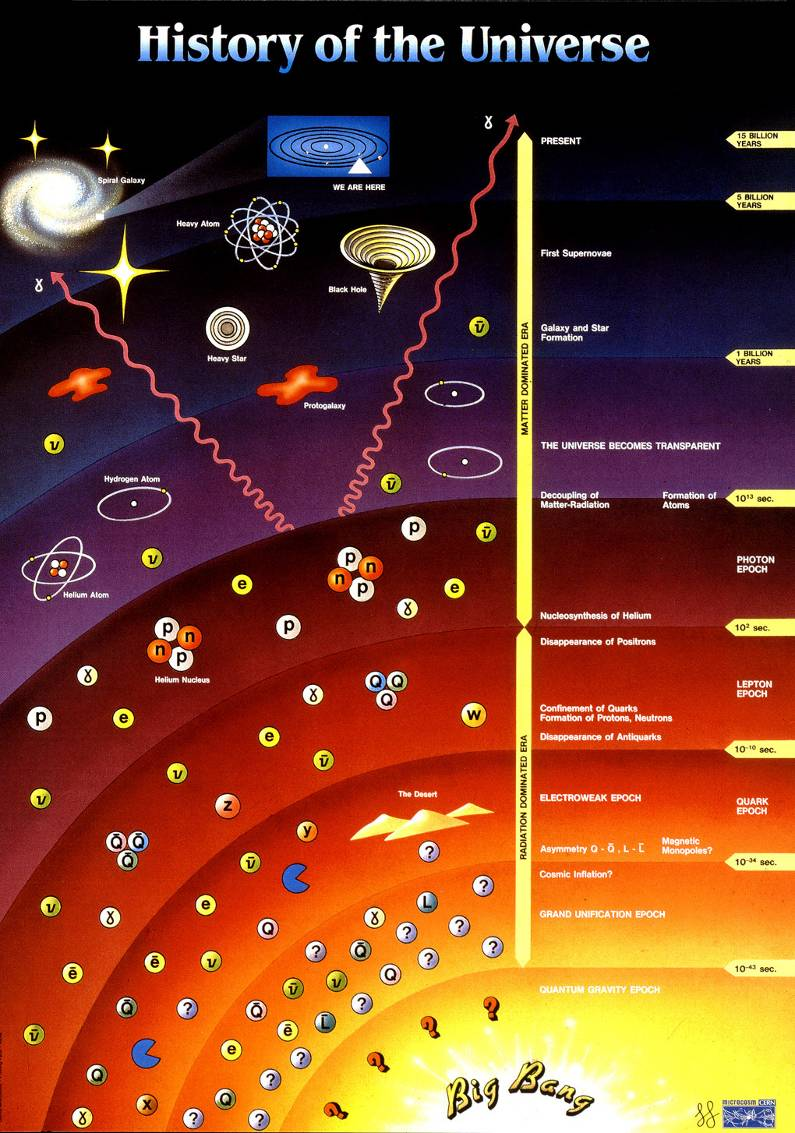 History of the Universe
ɣ
PRESENT
15 BILLION
YEARS
WE ARE HERE
Spiral Galaxy
5 BILLION
YEARS
Heavy Atom
First Supernovae
Black Hole
ɣ
Heavy Star
ν̄
Galaxy and Star
Formation
1 BILLION
YEARS
MATTER DOMINATED ERA
Protogalaxy
ν
THE UNIVERSE BECOMES TRANSPARENT
Hydrogen Atom
ν̄
Decoupling of
Matter-Radiation
Formation of
Atoms
10¹³ sec.
p
ν̄
ν
PHOTON
EPOCH
p
n
n
p
Helium Atom
e
e
ɣ
Nucleosynthesis of Helium
10² sec.
p
p
n
n
p
Disappearance of Positrons
Helium Nucleus
ɣ
ɣ
Q Q
Q
LEPTON
EPOCH
p
e
w
Confinement of Quarks
Formation of Protons, Neutrons
e
Disappearance of Antiquarks
10⁻¹⁰ sec.
ν
ν̄
RADIATION DOMINATED ERA
ν
z
The Desert
ELECTROWEAK EPOCH
QUARK
EPOCH
y
Q̄ Q̄
Q̄
?
Asymmetry Q - Q̄ , L - L̄
Magnetic
Monopoles?
ν̄
10⁻³⁴ sec.
Cosmic Inflation?
?
ν
ɣ
e
ɣ
L
GRAND UNIFICATION EPOCH
Q
?
?
?
Q̄
?
ē
ē
ν
?
Q
10⁻⁴³ sec.
ν̄
ν
QUANTUM GRAVITY EPOCH
Q̄
?
Q̄
?
?
ν̄
ē
L̄
?
e
?
?
Q
?
Big Bang
x
Q
?
ɣ
?
?
?
microcosm CERN